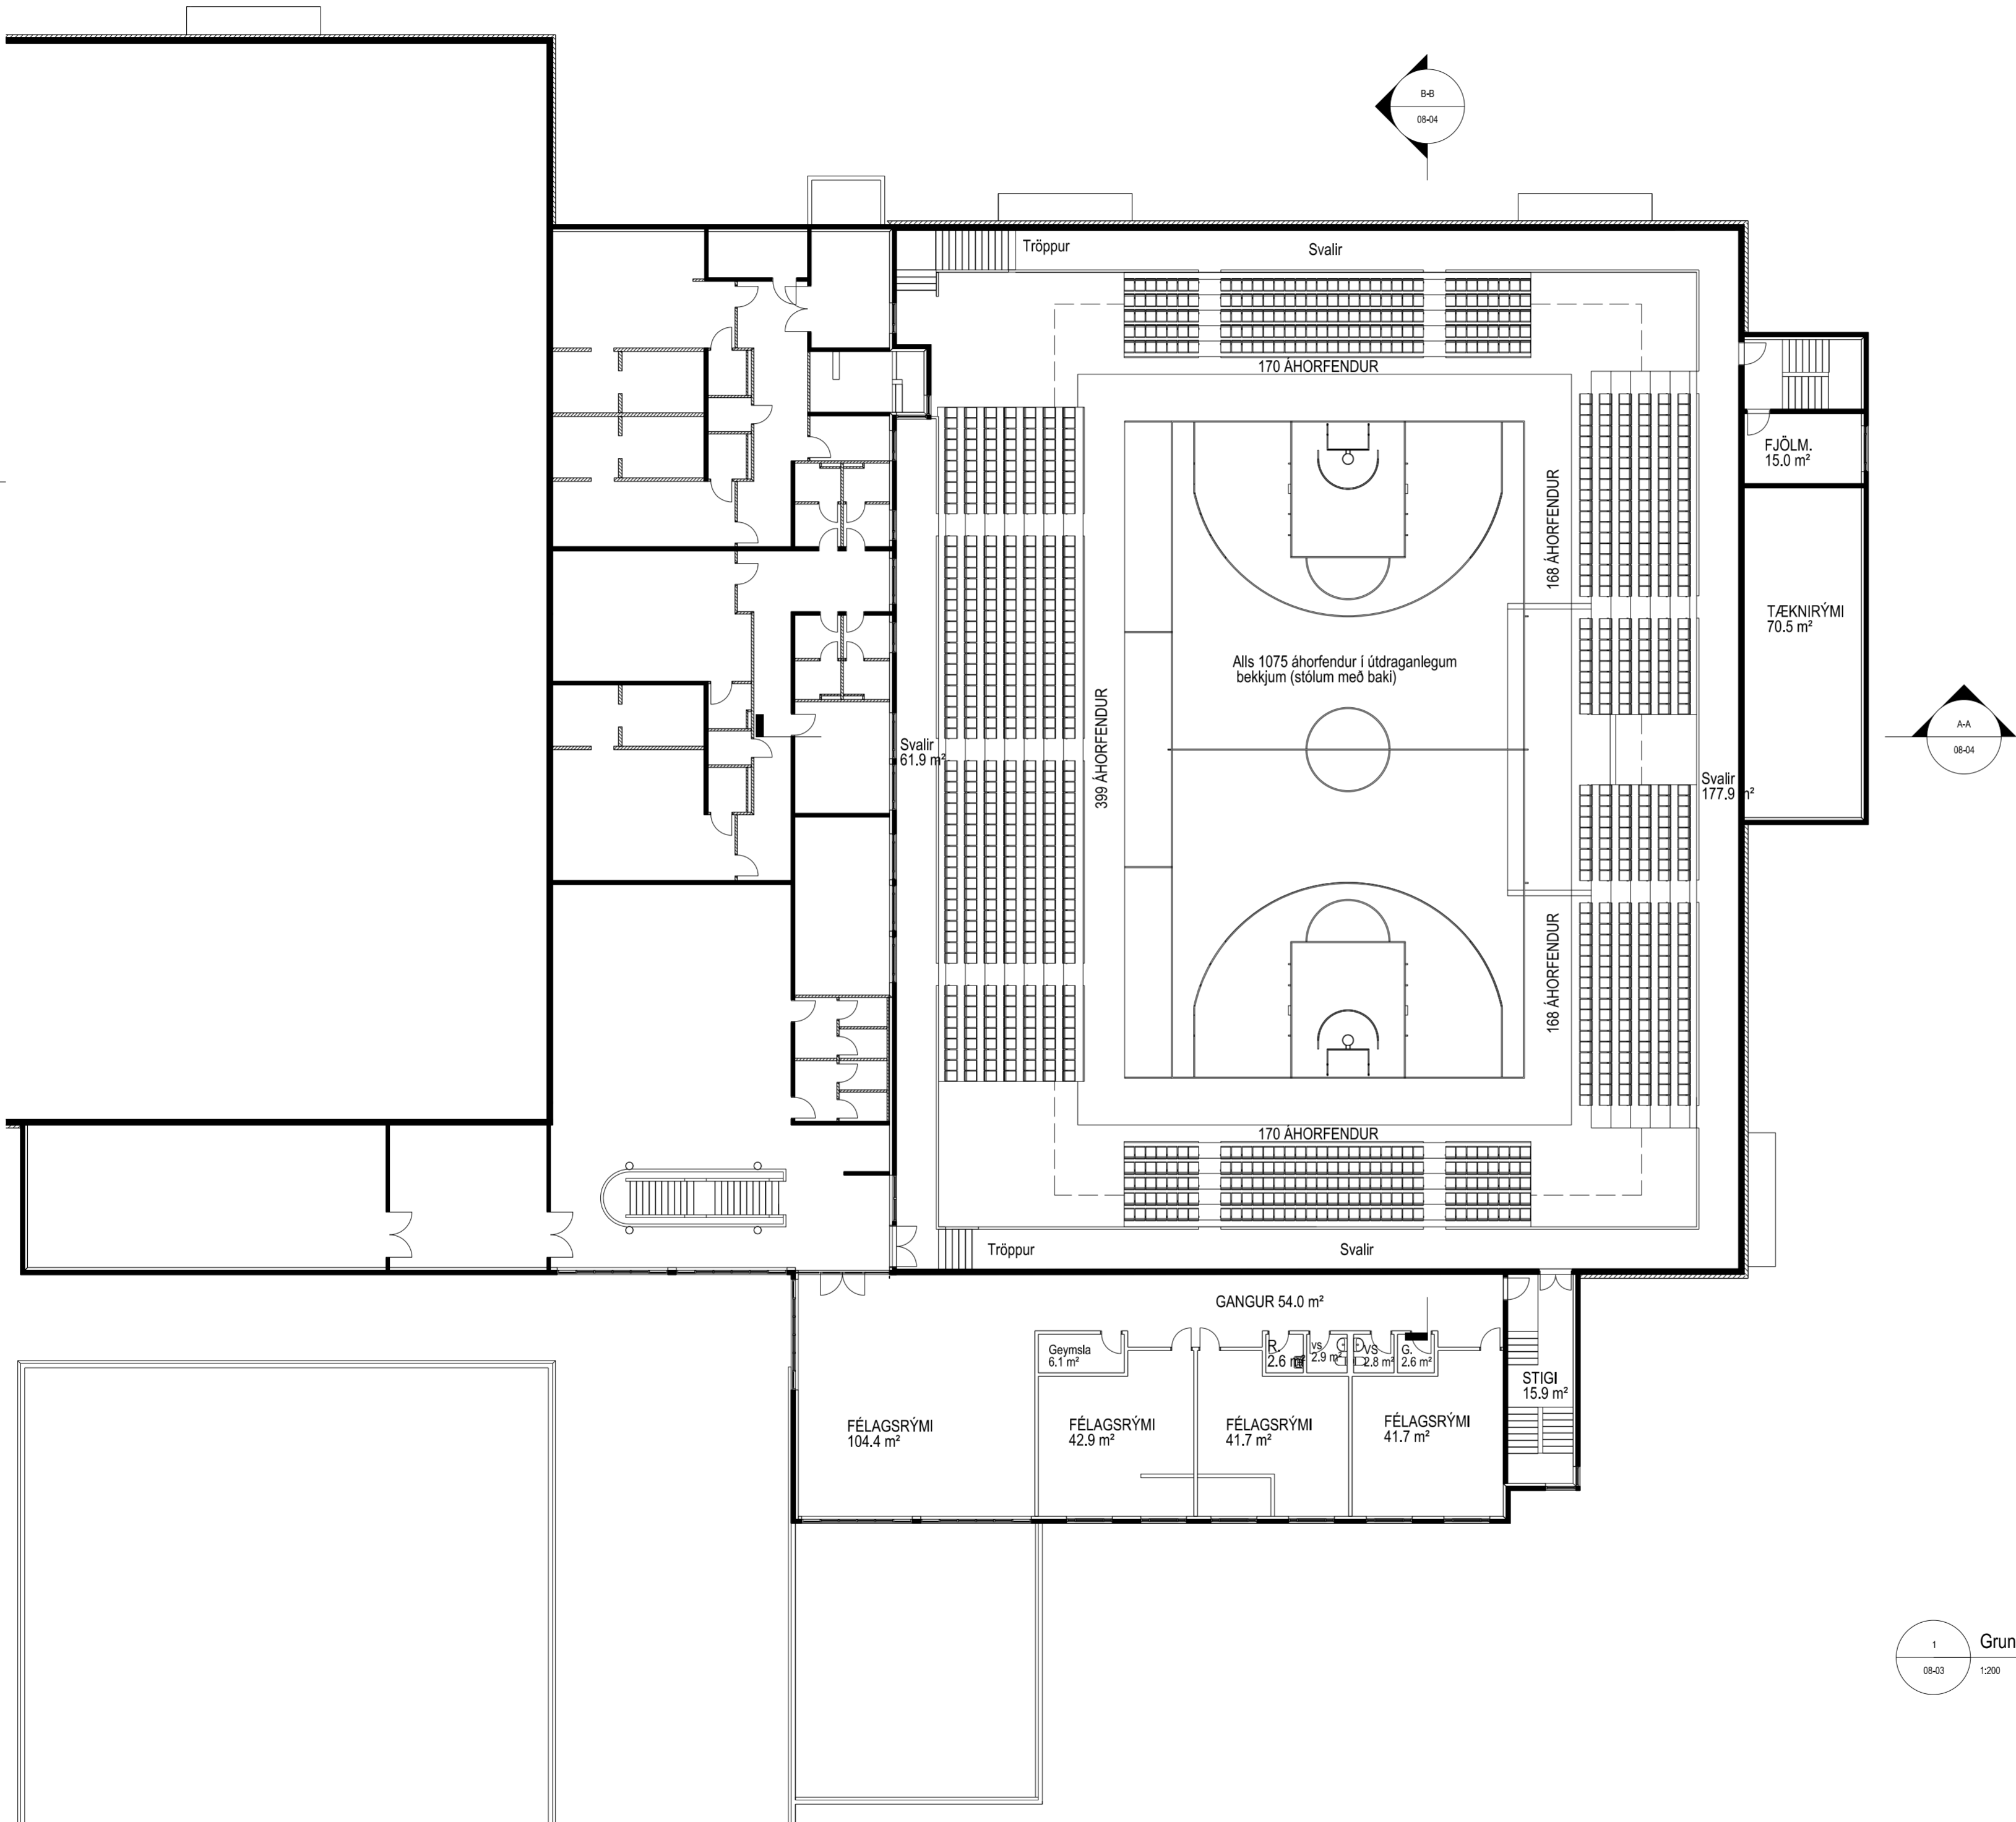 B-B
08-04
Tröppur
Svalir
170 ÁHORFENDUR
FJÖLM.
15.0 m²
168 ÁHORFENDUR
TÆKNIRÝMI
70.5 m²
Alls 1075 áhorfendur í útdraganlegum
bekkjum (stólum með baki)
399 ÁHORFENDUR
Svalir
61.9 m²
A-A
08-04
Svalir
177.9 m²
168 ÁHORFENDUR
170 ÁHORFENDUR
Tröppur
Svalir
GANGUR 54.0 m²
Geymsla
6.1 m²
R.
2.6 m²
vs
2.9 m²
VS
2.8 m²
G.
2.6 m²
STIGI
15.9 m²
FÉLAGSRÝMI
104.4 m²
FÉLAGSRÝMI
42.9 m²
FÉLAGSRÝMI
41.7 m²
FÉLAGSRÝMI
41.7 m²
1
08-03
Grun
1:200